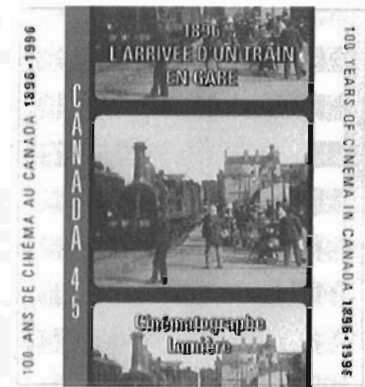 100 ANS DE CINÉMA AU CANADA 1896-1996
CANADA 45
1896
L'ARRIVÉE D'UN TRAIN
EN GARE
Cinématographe
Lumière
100 YEARS OF CINEMA IN CANADA 1896-1996